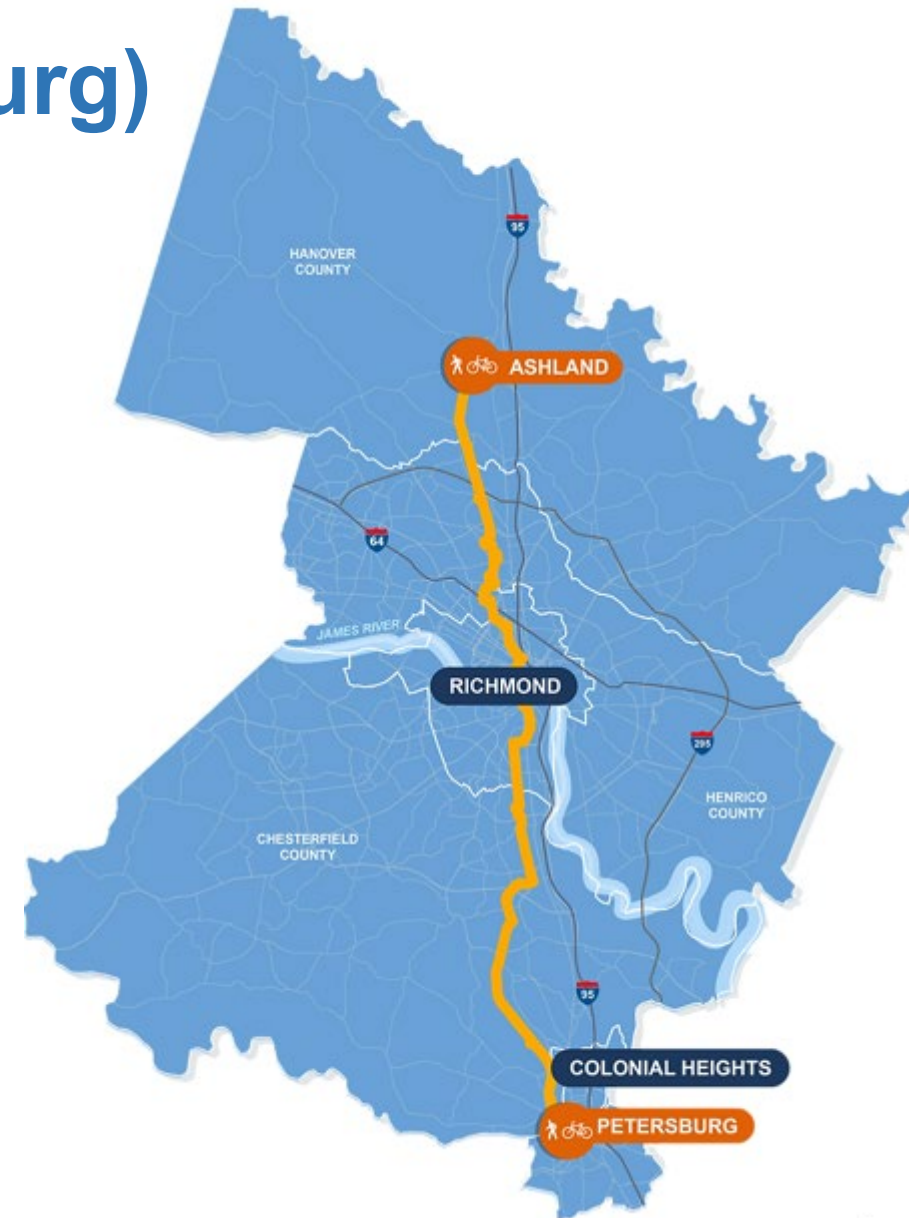 urg)
95
HANOVER
COUNTY
ASHLAND
64
JAMES RIVER
RICHMOND
295
HENRICO
COUNTY
CHESTERFIELD
COUNTY
95
COLONIAL HEIGHTS
PETERSBURG